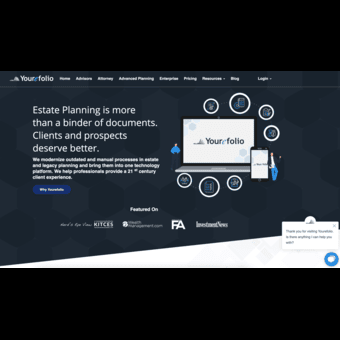 Yourefolio
Home Advisors Attorney Advanced Planning Enterprise Pricing Resources Blog Login
Estate Planning is more
than a binder of documents.
Clients and prospects
deserve better.
We modernize outdated and manual processes in estate
and legacy planning and bring them into one technology
platform. We help professionals provide a 21 st century
client experience.
Why Yourefolio
Yourefolio
Featured On
KITCES
WealthManagement.com
FA
InvestmentNews
Thank you for visiting Yourefolio
is there anything I can help you
with?